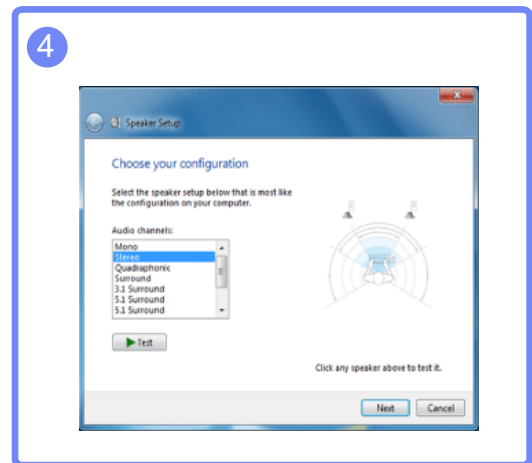 4
Speaker Setup
Choose your configuration
Select the speaker setup below that is most like
the configuration on your computer.
Audio channels:
Mono
Stereo
Quadraphonic
Surround
3.1 Surround
5.1 Surround
5.1 Surround
Test
Click any speaker above to test it.
Next Cancel